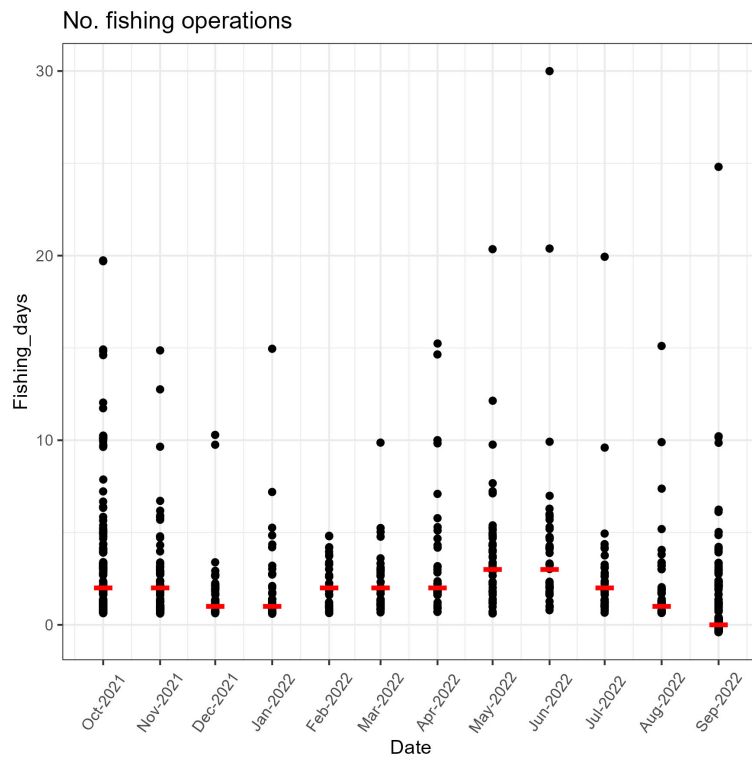 No. fishing operations
30
20
10
0
Fishing_days
Oct-2021
Nov-2021
Dec-2021
Jan-2022
Feb-2022
Mar-2022
Apr-2022
May-2022
Jun-2022
Jul-2022
Aug-2022
Sep-2022
Date